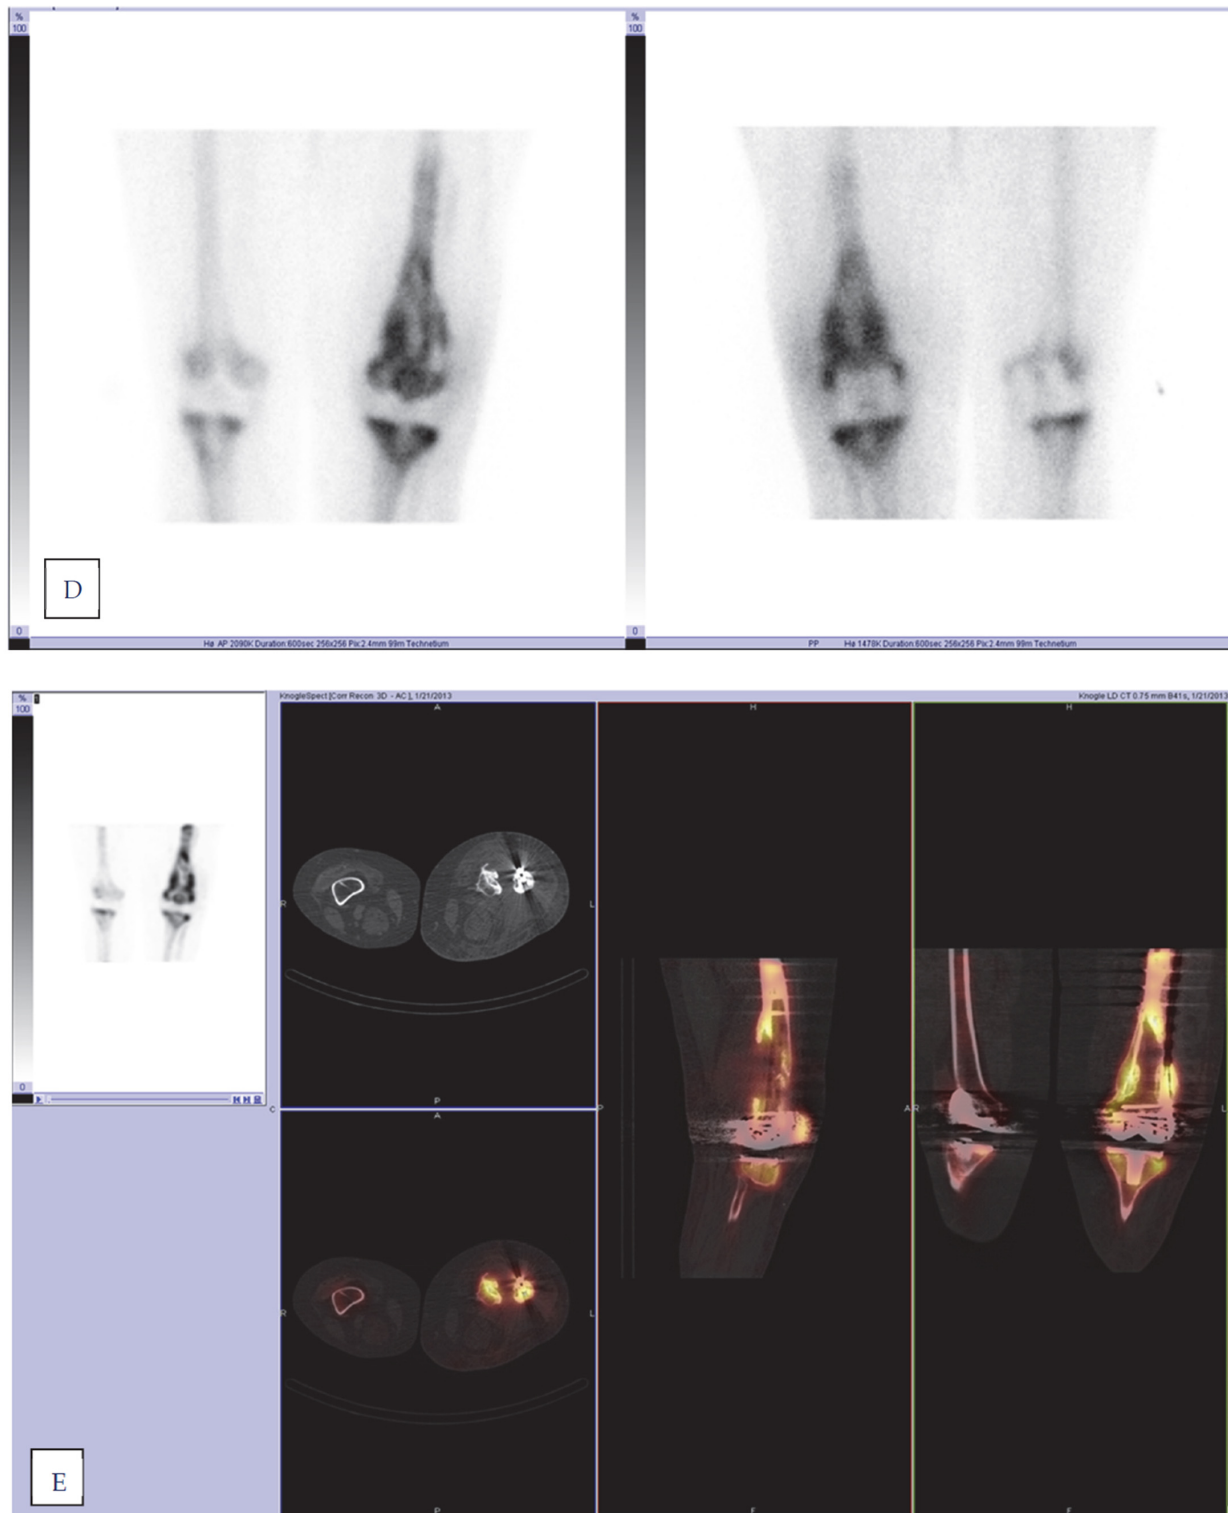 %
100
%
100
0
0
D
Hø AP 2090K Duration:600sec 256x256 Pix:2.4mm 99m Technetium
PP Hø 1478K Duration:600sec 256x256 Pix:2.4mm 99m Technetium
%
100
KnogleSpect [Corr Recon 3D - AC], 1/21/2013
Knogle LD CT 0.75 mm B41s, 1/21/2013
A
H
H
R
L
0
P
C
A
P
A
R
L
R
L
P
F
F
E